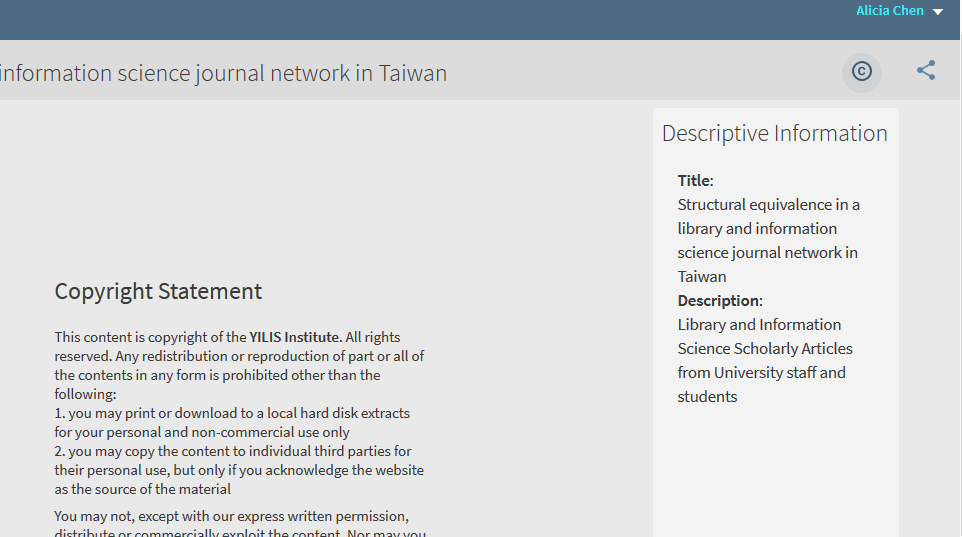 Alicia Chen
information science journal network in Taiwan
©
Descriptive Information
Title:
Structural equivalence in a
library and information
science journal network in
Taiwan
Description:
Library and Information
Science Scholarly Articles
from University staff and
students
Copyright Statement
This content is copyright of the YILIS Institute. All rights
reserved. Any redistribution or reproduction of part or all of
the contents in any form is prohibited other than the
following:
1. you may print or download to a local hard disk extracts
for your personal and non-commercial use only
2. you may copy the content to individual third parties for
their personal use, but only if you acknowledge the website
as the source of the material
You may not, except with our express written permission,
distribute or commercially exploit the content. Nor may you